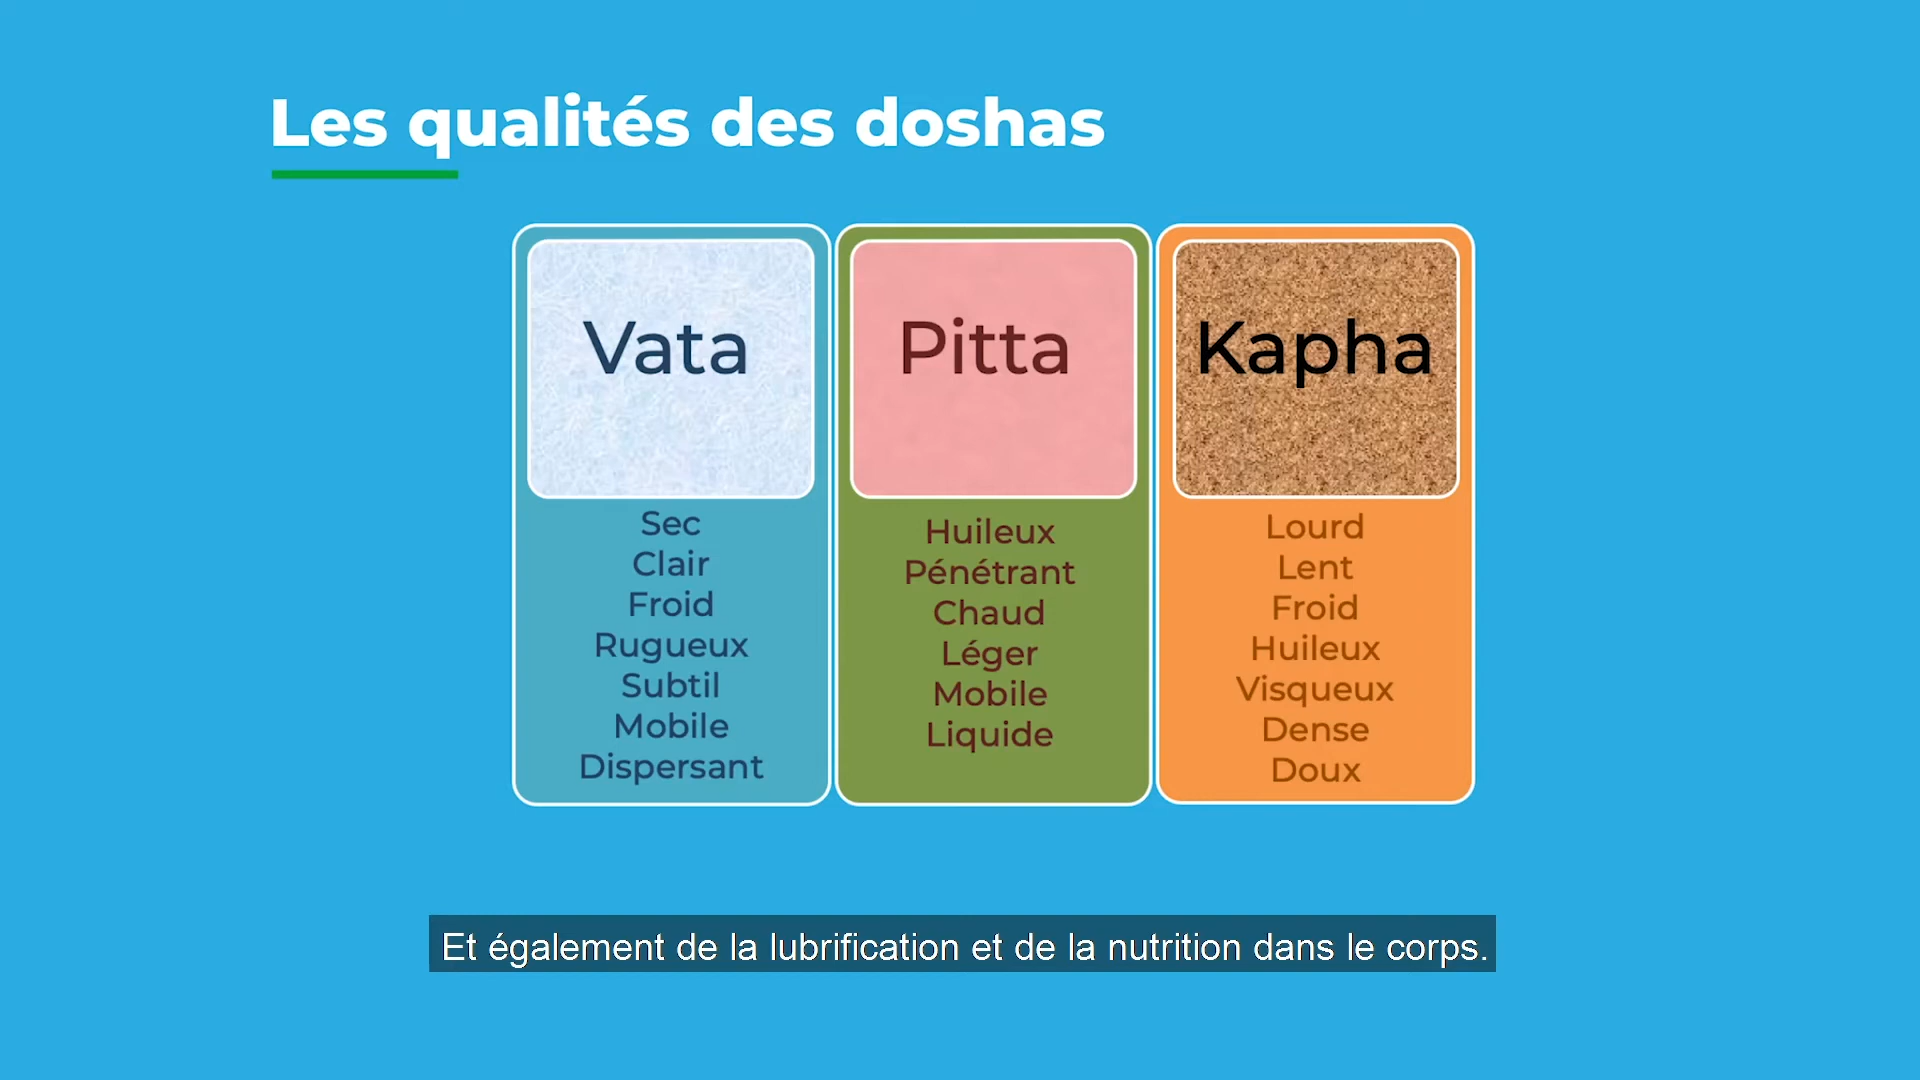 Les qualités des doshas
Vata
Sec
Clair
Froid
Rugueux
Subtil
Mobile
Dispersant
Pitta
Huileux
Pénétrant
Chaud
Léger
Mobile
Liquide
Kapha
Lourd
Lent
Froid
Huileux
Visqueux
Dense
Doux
Et également de la lubrification et de la nutrition dans le corps.